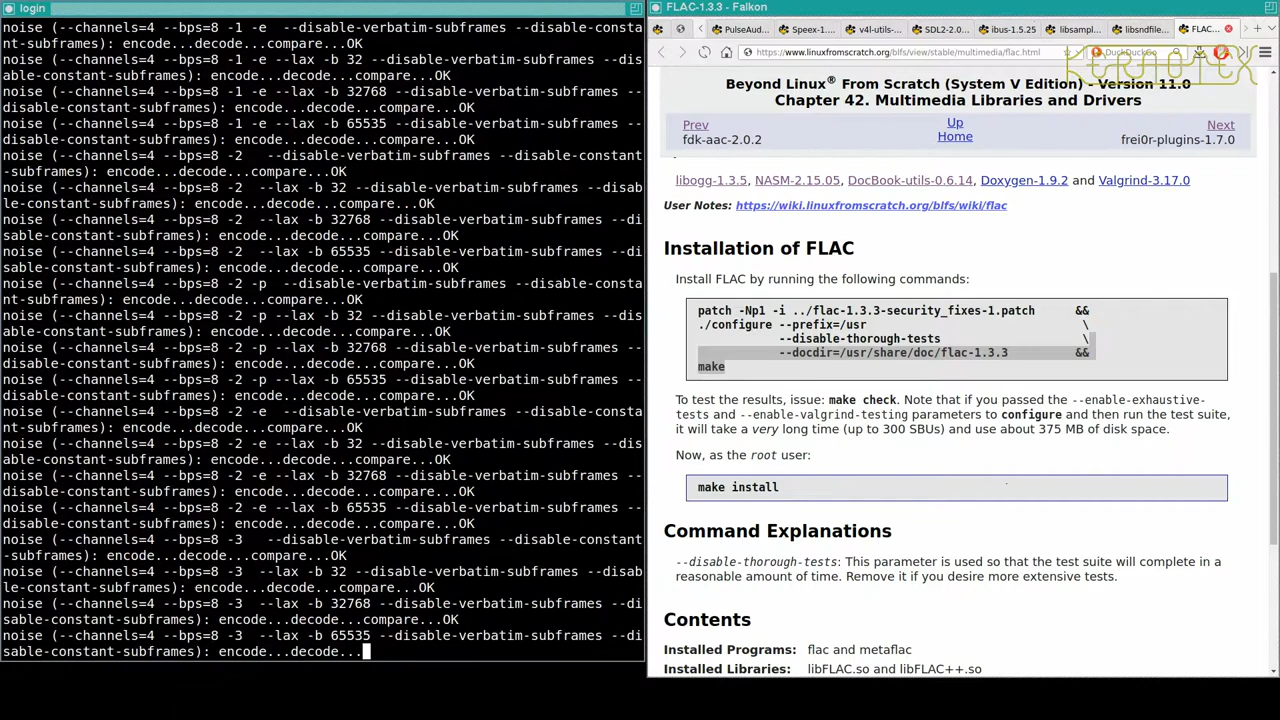 login
noise (--channels=4 --bps=8 -1 -e  --disable-verbatim-subframes --disable-consta
nt-subframes): encode...decode...compare...OK
noise (--channels=4 --bps=8 -1 -e --lax -b 32 --disable-verbatim-subframes --dis
able-constant-subframes): encode...decode...compare...OK
noise (--channels=4 --bps=8 -1 -e --lax -b 32768 --disable-verbatim-subframes --
disable-constant-subframes): encode...decode...compare...OK
noise (--channels=4 --bps=8 -1 -e --lax -b 65535 --disable-verbatim-subframes --
disable-constant-subframes): encode...decode...compare...OK
noise (--channels=4 --bps=8 -2   --disable-verbatim-subframes --disable-constant
-subframes): encode...decode...compare...OK
noise (--channels=4 --bps=8 -2  --lax -b 32 --disable-verbatim-subframes --disab
le-constant-subframes): encode...decode...compare...OK
noise (--channels=4 --bps=8 -2  --lax -b 32768 --disable-verbatim-subframes --di
sable-constant-subframes): encode...decode...compare...OK
noise (--channels=4 --bps=8 -2  --lax -b 65535 --disable-verbatim-subframes --di
sable-constant-subframes): encode...decode...compare...OK
noise (--channels=4 --bps=8 -2 -p  --disable-verbatim-subframes --disable-consta
nt-subframes): encode...decode...compare...OK
noise (--channels=4 --bps=8 -2 -p --lax -b 32 --disable-verbatim-subframes --dis
able-constant-subframes): encode...decode...compare...OK
noise (--channels=4 --bps=8 -2 -p --lax -b 32768 --disable-verbatim-subframes --
disable-constant-subframes): encode...decode...compare...OK
noise (--channels=4 --bps=8 -2 -p --lax -b 65535 --disable-verbatim-subframes --
disable-constant-subframes): encode...decode...compare...OK
noise (--channels=4 --bps=8 -2 -e  --disable-verbatim-subframes --disable-consta
nt-subframes): encode...decode...compare...OK
noise (--channels=4 --bps=8 -2 -e --lax -b 32 --disable-verbatim-subframes --dis
able-constant-subframes): encode...decode...compare...OK
noise (--channels=4 --bps=8 -2 -e --lax -b 32768 --disable-verbatim-subframes --
disable-constant-subframes): encode...decode...compare...OK
noise (--channels=4 --bps=8 -2 -e --lax -b 65535 --disable-verbatim-subframes --
disable-constant-subframes): encode...decode...compare...OK
noise (--channels=4 --bps=8 -3   --disable-verbatim-subframes --disable-constant
-subframes): encode...decode...compare...OK
noise (--channels=4 --bps=8 -3  --lax -b 32 --disable-verbatim-subframes --disab
le-constant-subframes): encode...decode...compare...OK
noise (--channels=4 --bps=8 -3  --lax -b 32768 --disable-verbatim-subframes --di
sable-constant-subframes): encode...decode...compare...OK
noise (--channels=4 --bps=8 -3  --lax -b 65535 --disable-verbatim-subframes --di
sable-constant-subframes): encode...decode...
FLAC-1.3.3 - Falkon
PulseAud Speex-1. v4l-utils- SDL2-2.0. ibus-1.5.25 libsampl. libsndfile. FLAC.
https://www.linuxfromscratch.org/blfs/view/stable/multimedia/flac.html DuckDuckGo
KERNOTEX
Beyond Linux® From Scratch (System V Edition) - Version 11.0
Chapter 42. Multimedia Libraries and Drivers
Prev Up Next
fdk-aac-2.0.2 Home frei0r-plugins-1.7.0
libogg-1.3.5, NASM-2.15.05, DocBook-utils-0.6.14, Doxygen-1.9.2 and Valgrind-3.17.0
User Notes: https://wiki.linuxfromscratch.org/blfs/wiki/flac
Installation of FLAC
Install FLAC by running the following commands:
patch -Np1 -i ../flac-1.3.3-security_fixes-1.patch &&
./configure --prefix=/usr \
--disable-thorough-tests \
--docdir=/usr/share/doc/flac-1.3.3 &&
make
To test the results, issue: make check. Note that if you passed the --enable-exhaustive-
tests and --enable-valgrind-testing parameters to configure and then run the test suite,
it will take a very long time (up to 300 SBUs) and use about 375 MB of disk space.
Now, as the root user:
make install
Command Explanations
--disable-thorough-tests: This parameter is used so that the test suite will complete in a
reasonable amount of time. Remove it if you desire more extensive tests.
Contents
Installed Programs: flac and metaflac
Installed Libraries: libFLAC.so and libFLAC++.so